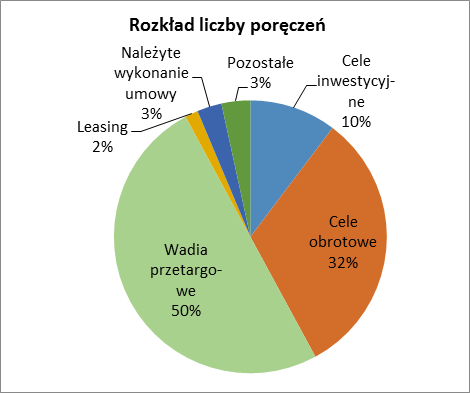 Rozkład liczby poręczeń
Cele
inwestycyj-
ne
10%
Cele
obrotowe
32%
Wadia
przetargo-
we
50%
Leasing
2%
Należyte
wykonanie
umowy
3%
Pozostałe
3%